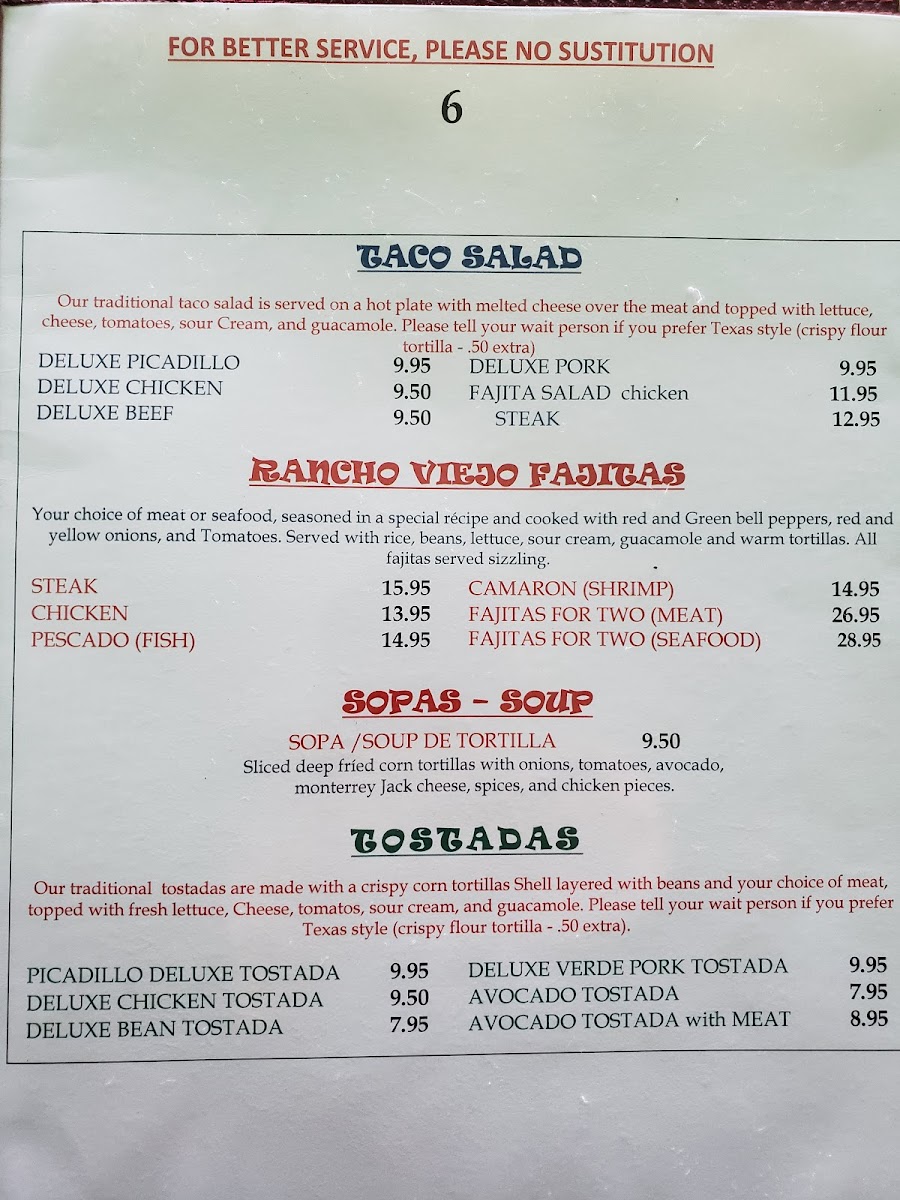 FOR BETTER SERVICE, PLEASE NO SUSTITUTION
6
TACO SALAD
Our traditional taco salad is served on a hot plate with melted cheese over the meat and topped with lettuce,
cheese, tomatoes, sour Cream, and guacamole. Please tell your wait person if you prefer Texas style (crispy flour
tortilla - .50 extra)
DELUXE PICADILLO 9.95 DELUXE PORK 9.95
DELUXE CHICKEN 9.50 FAJITA SALAD chicken 11.95
DELUXE BEEF 9.50 STEAK 12.95
RANCHO VIEJO FAJITAS
Your choice of meat or seafood, seasoned in a special récipe and cooked with red and Green bell peppers, red and
yellow onions, and Tomatoes. Served with rice, beans, lettuce, sour cream, guacamole and warm tortillas. All
fajitas served sizzling.
STEAK 15.95 CAMARON (SHRIMP) 14.95
CHICKEN 13.95 FAJITAS FOR TWO (MEAT) 26.95
PESCADO (FISH) 14.95 FAJITAS FOR TWO (SEAFOOD) 28.95
SOPAS - SOUP
SOPA /SOUP DE TORTILLA 9.50
Sliced deep fríed corn tortillas with onions, tomatoes, avocado,
monterrey Jack cheese, spices, and chicken pieces.
TOSTADAS
Our traditional tostadas are made with a crispy corn tortillas Shell layered with beans and your choice of meat,
topped with fresh lettuce, Cheese, tomatos, sour cream, and guacamole. Please tell your wait person if you prefer
Texas style (crispy flour tortilla - .50 extra).
PICADILLO DELUXE TOSTADA 9.95 DELUXE VERDE PORK TOSTADA 9.95
DELUXE CHICKEN TOSTADA 9.50 AVOCADO TOSTADA 7.95
DELUXE BEAN TOSTADA 7.95 AVOCADO TOSTADA with MEAT 8.95